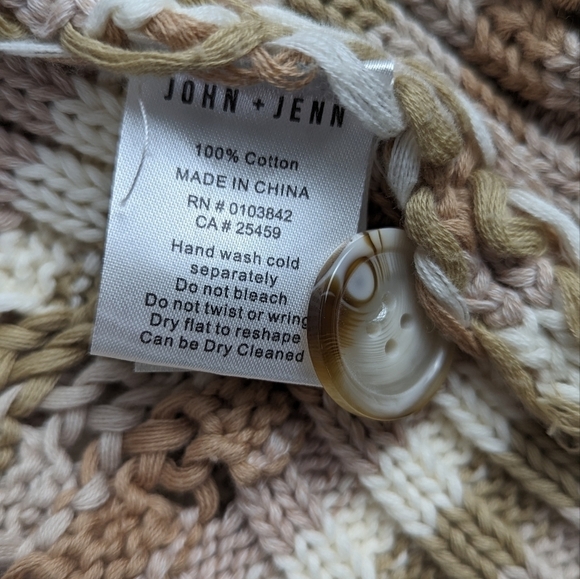 JOHN + JENN
100% Cotton
MADE IN CHINA
RN # 0103842
CA # 25459
Hand wash cold
separately
Do not bleach
Do not twist or wring
Dry flat to reshape
Can be Dry Cleaned